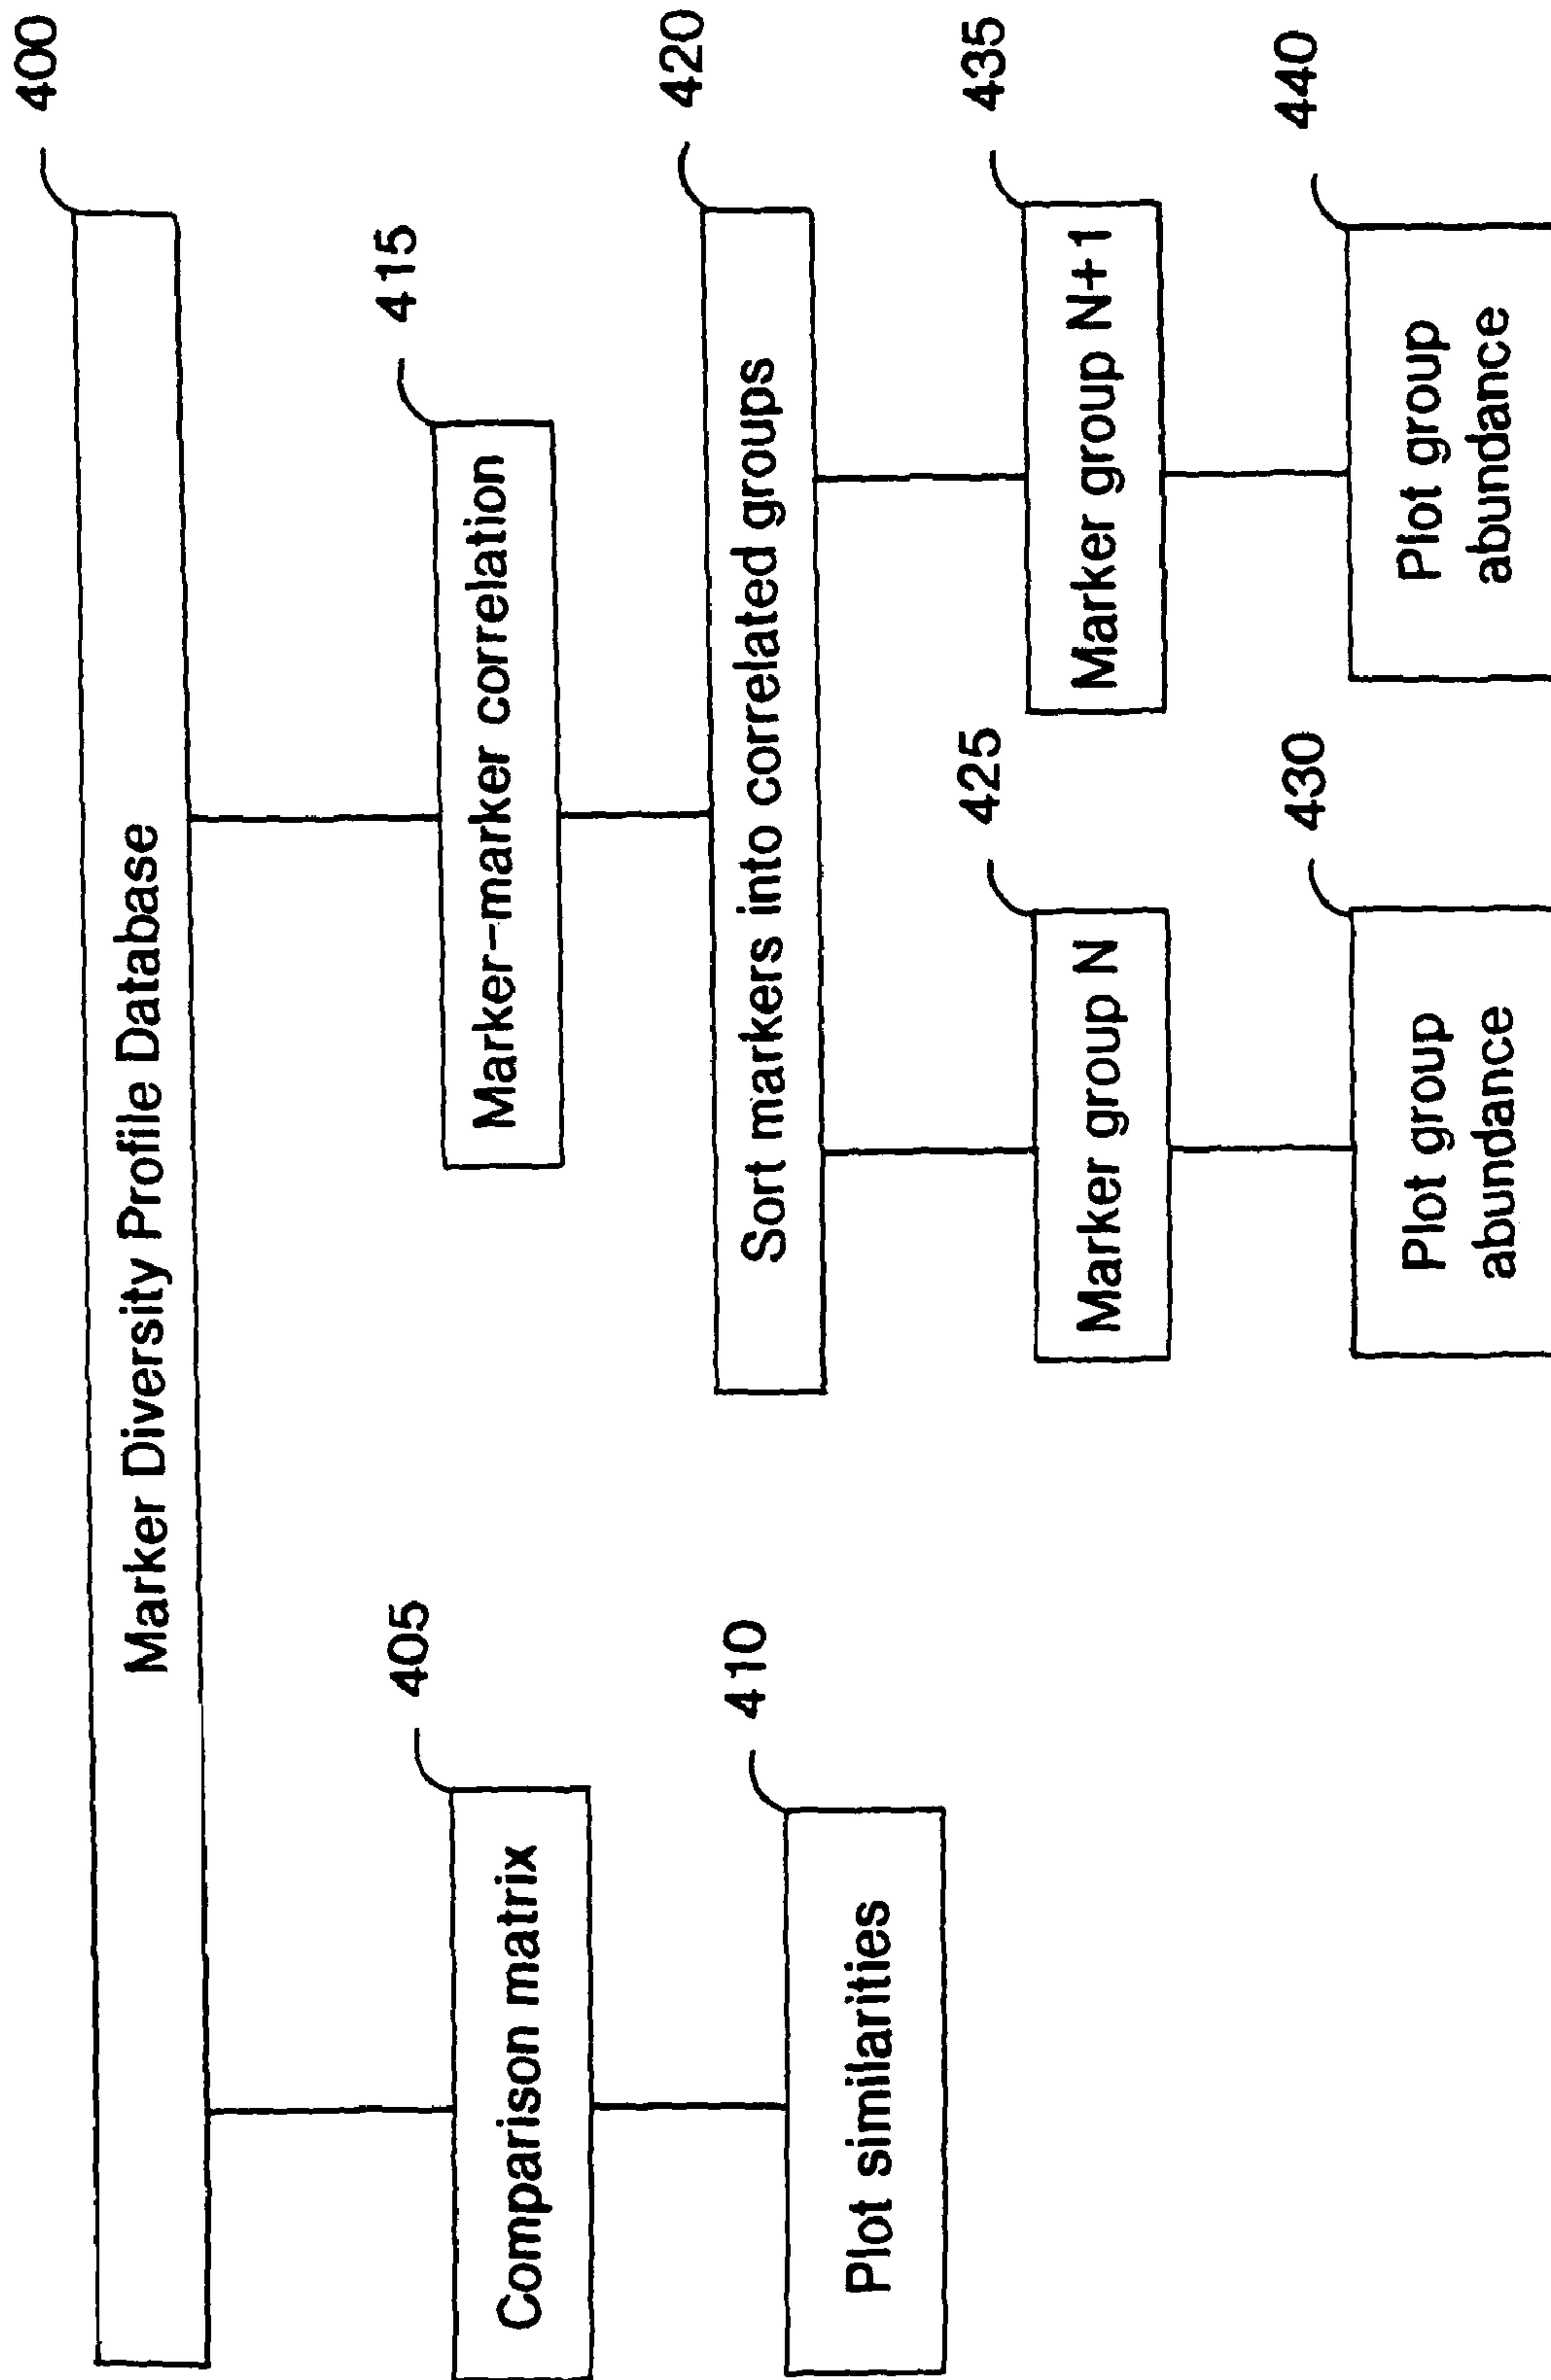 400
Marker Diversity Profile Database
405
Comparison matrix
410
Plot similarities
415
Marker-marker correlation
420
Sort markers into correlated groups
425
Marker group N
430
Plot group
abundance
435
Marker group N+1
440
Plot group
abundance